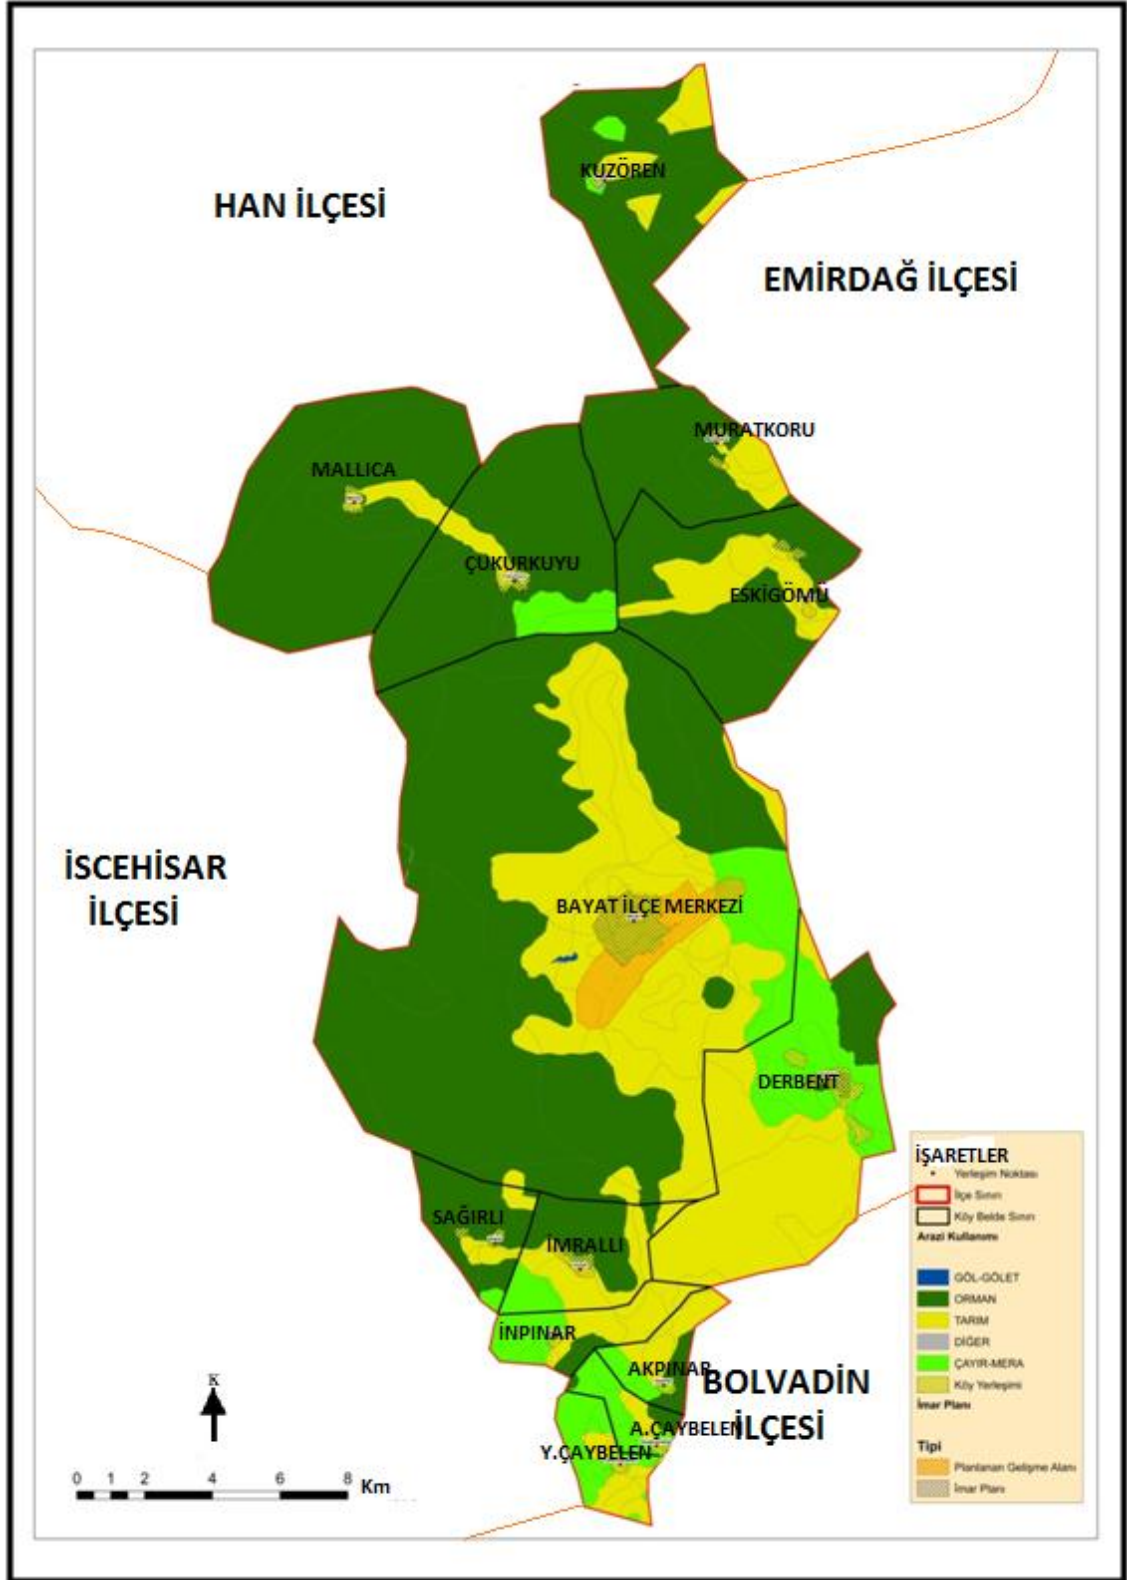 KUZÖREN
HAN İLÇESİ
EMİRDAĞ İLÇESİ
MURATKORU
MALLICA
ÇUKURKUYU
ESKİGÖMÜ
İSCEHİSAR
İLÇESİ
BAYAT İLÇE MERKEZİ
DERBENT
SAĞIRLI
İMRALLI
İNPINAR
AKPINAR
BOLVADİN
İLÇESİ
A.ÇAYBELEN
Y.ÇAYBELEN
K
0 1 2 4 6 8 Km
İŞARETLER
Yerleşim Noktası
İlçe Sınırı
Köy Belde Sınırı
Arazi Kullanımı
GÖL-GÖLET
ORMAN
TARIM
DİĞER
ÇAYIR-MERA
Köy Yerleşimi
İmar Planı
Tipi
Planlanan Gelişme Alanı
İmar Planı